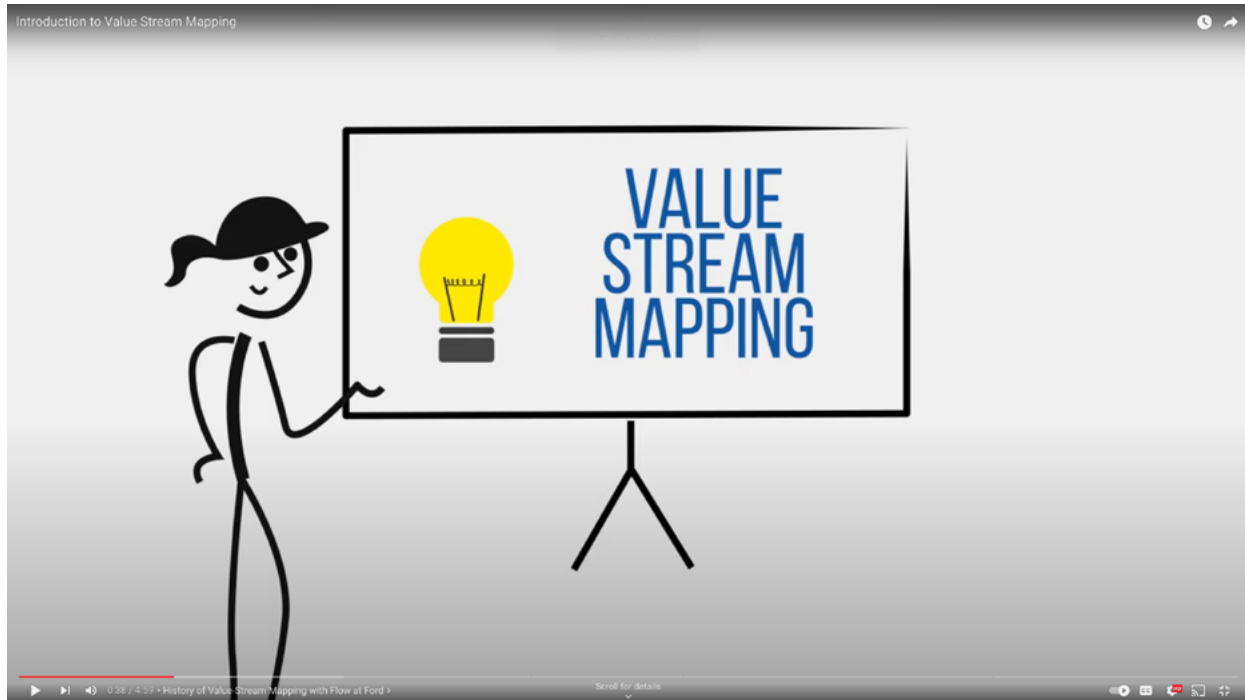 Introduction to Value Stream Mapping
VALUE
STREAM
MAPPING
0:38 / 4:59 • History of Value Stream Mapping with Flow at Ford >
Scroll for details